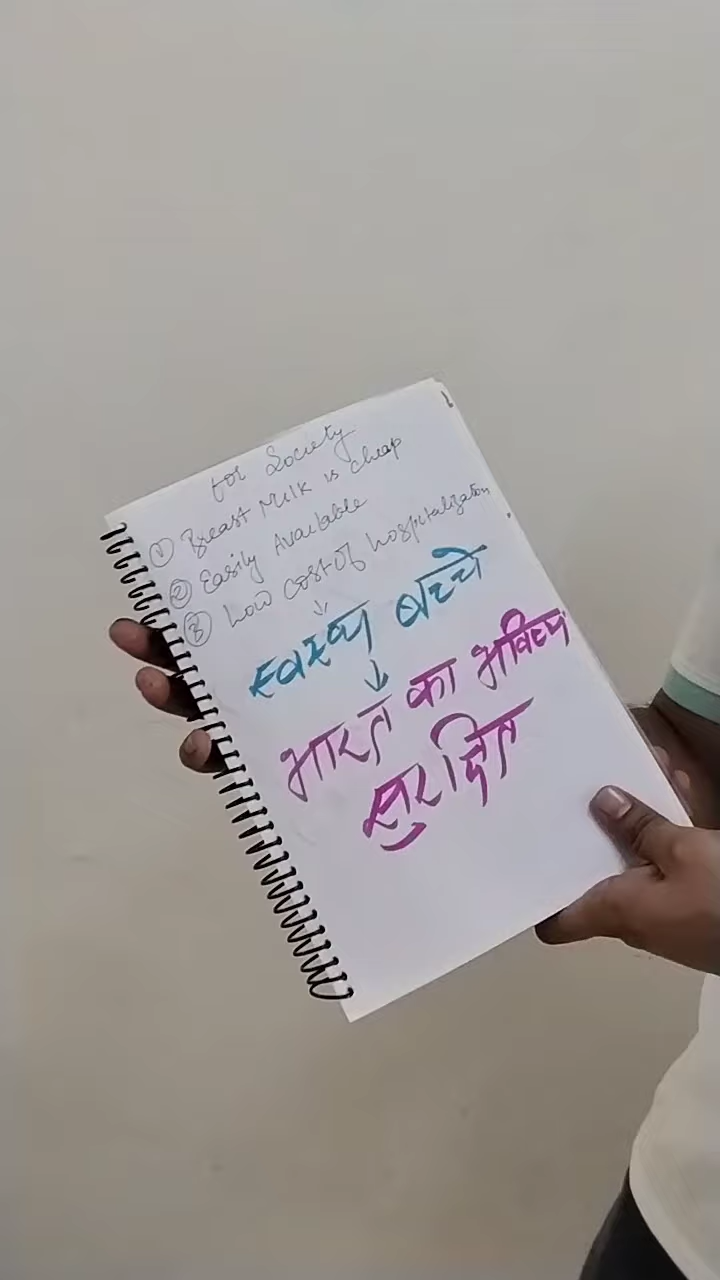 for Society
① Breast Milk is cheap
② Easily Available
③ Low cost of hospitalization
स्वस्थ्य बच्चे
↓
भारत का भविष्य
सुरक्षित